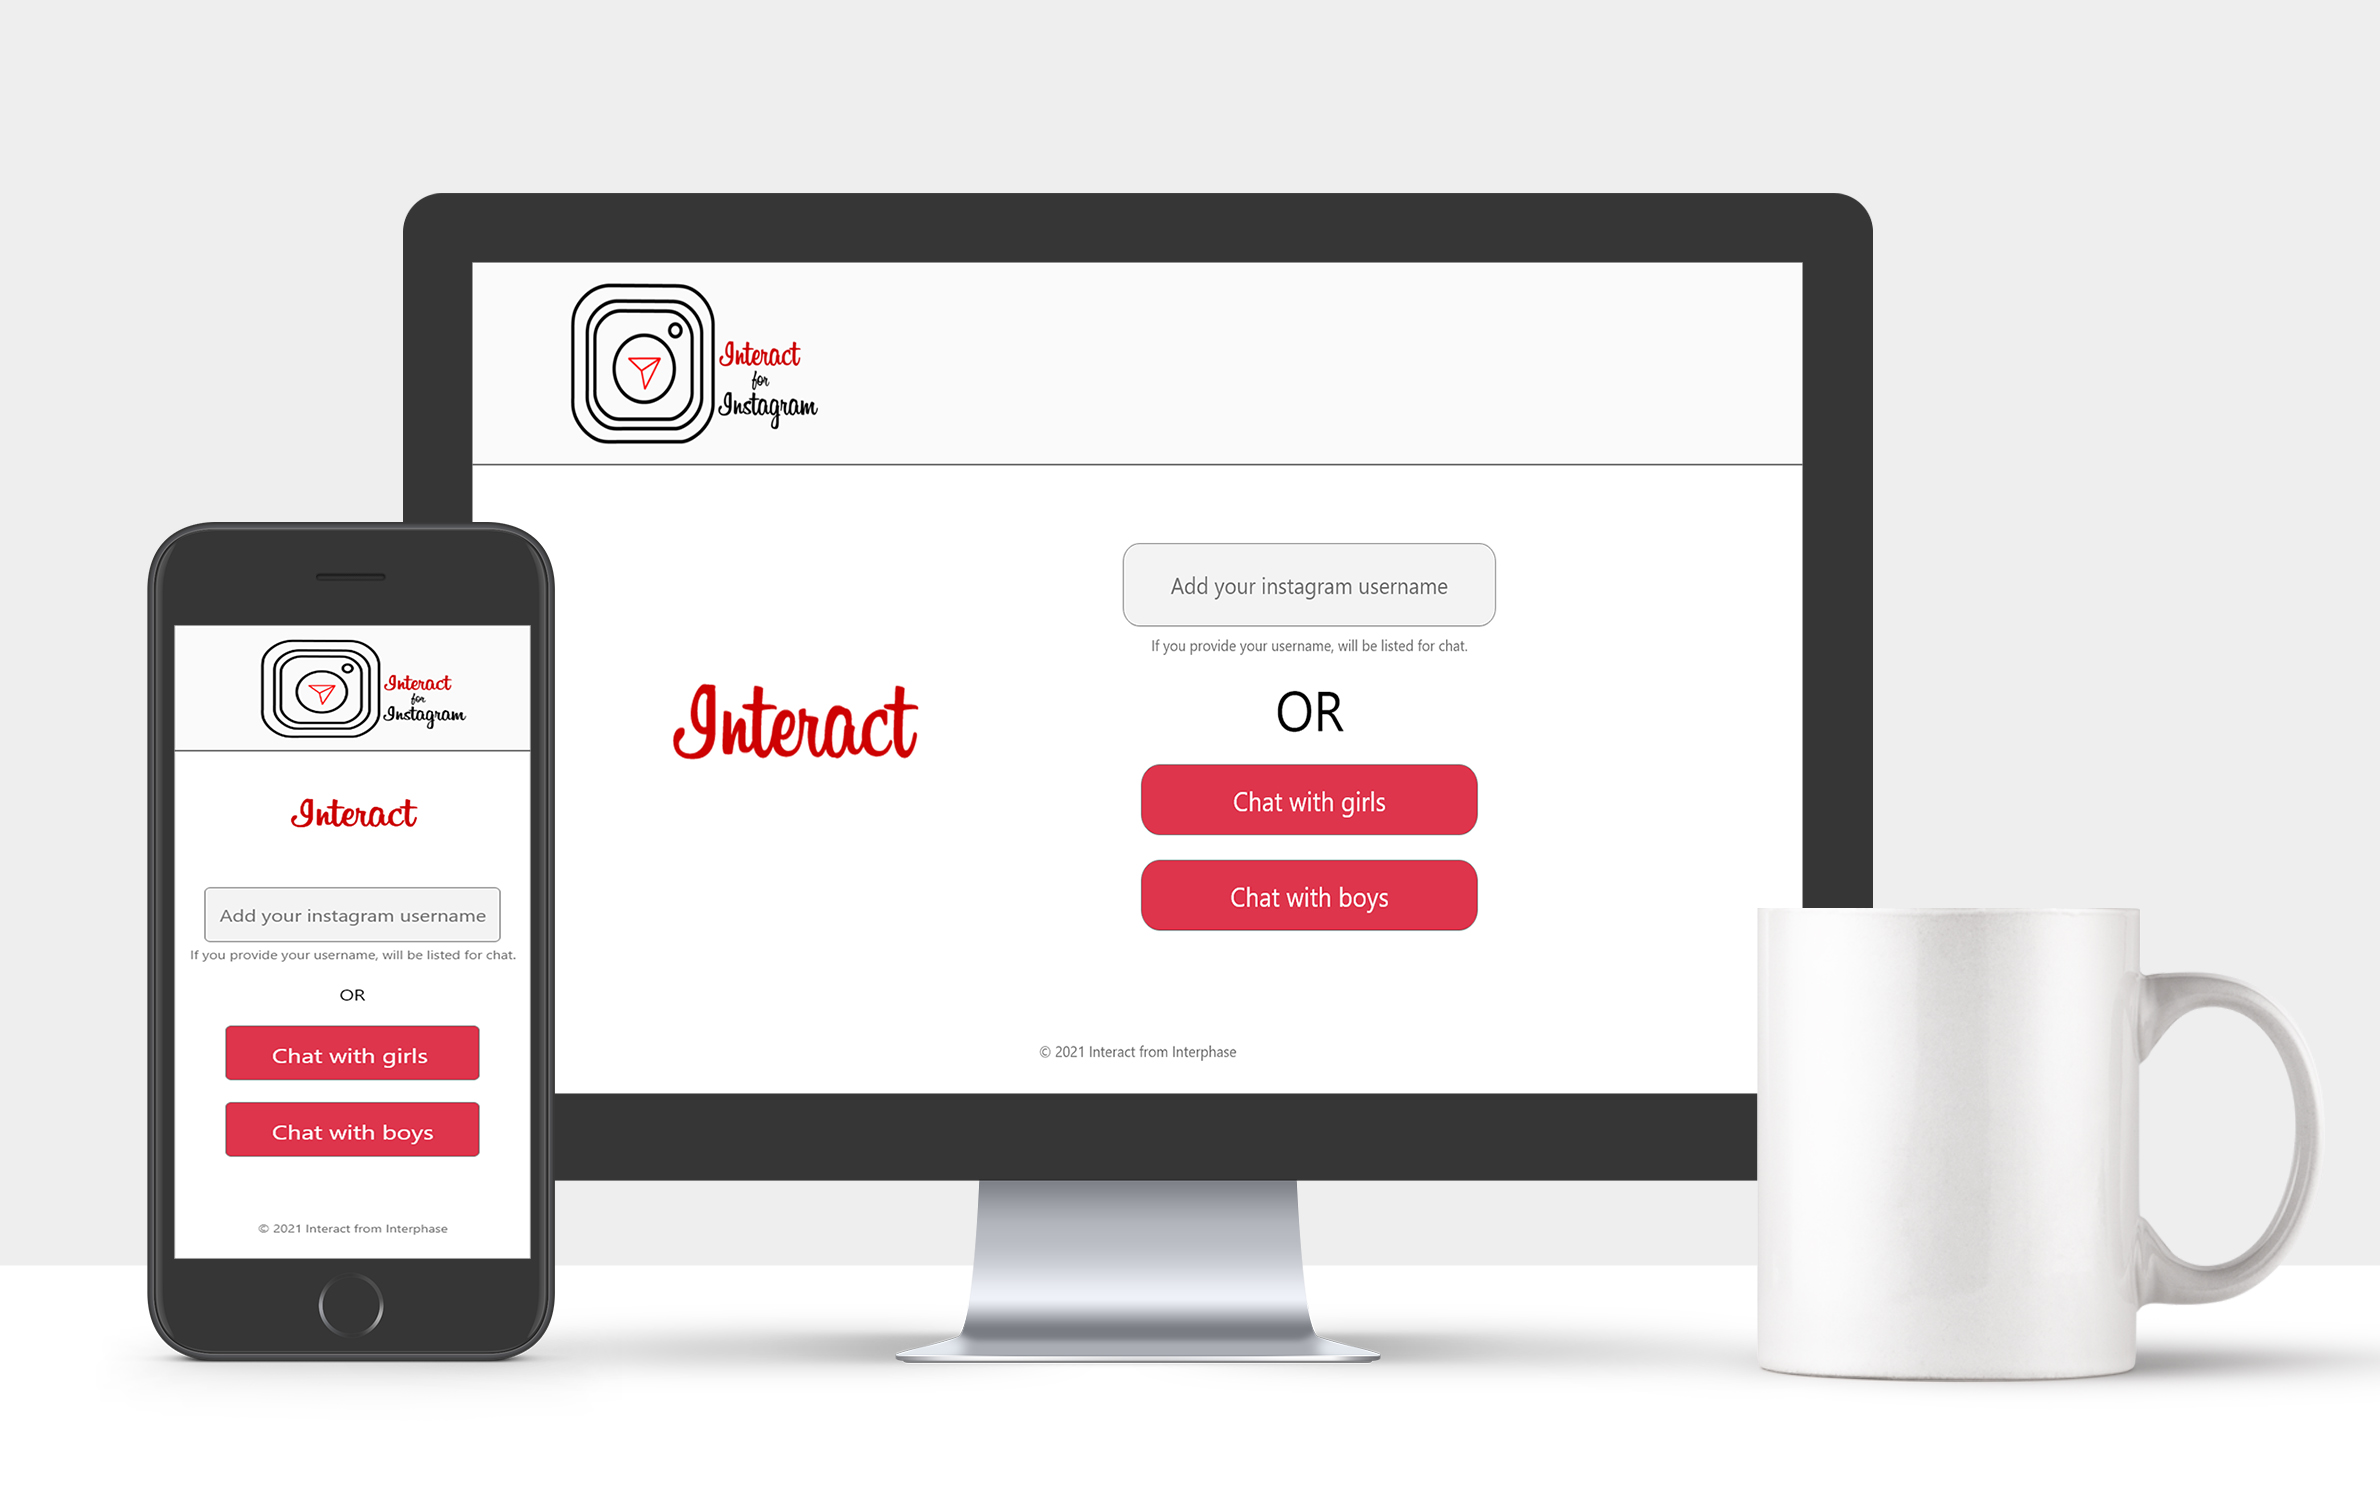 Interact
for
Instagram
Add your instagram username
If you provide your username, will be listed for chat.
Interact
OR
Chat with girls
Chat with boys
© 2021 Interact from Interphase
Interact
for
Instagram
Interact
Add your instagram username
If you provide your username, will be listed for chat.
OR
Chat with girls
Chat with boys
© 2021 Interact from Interphase